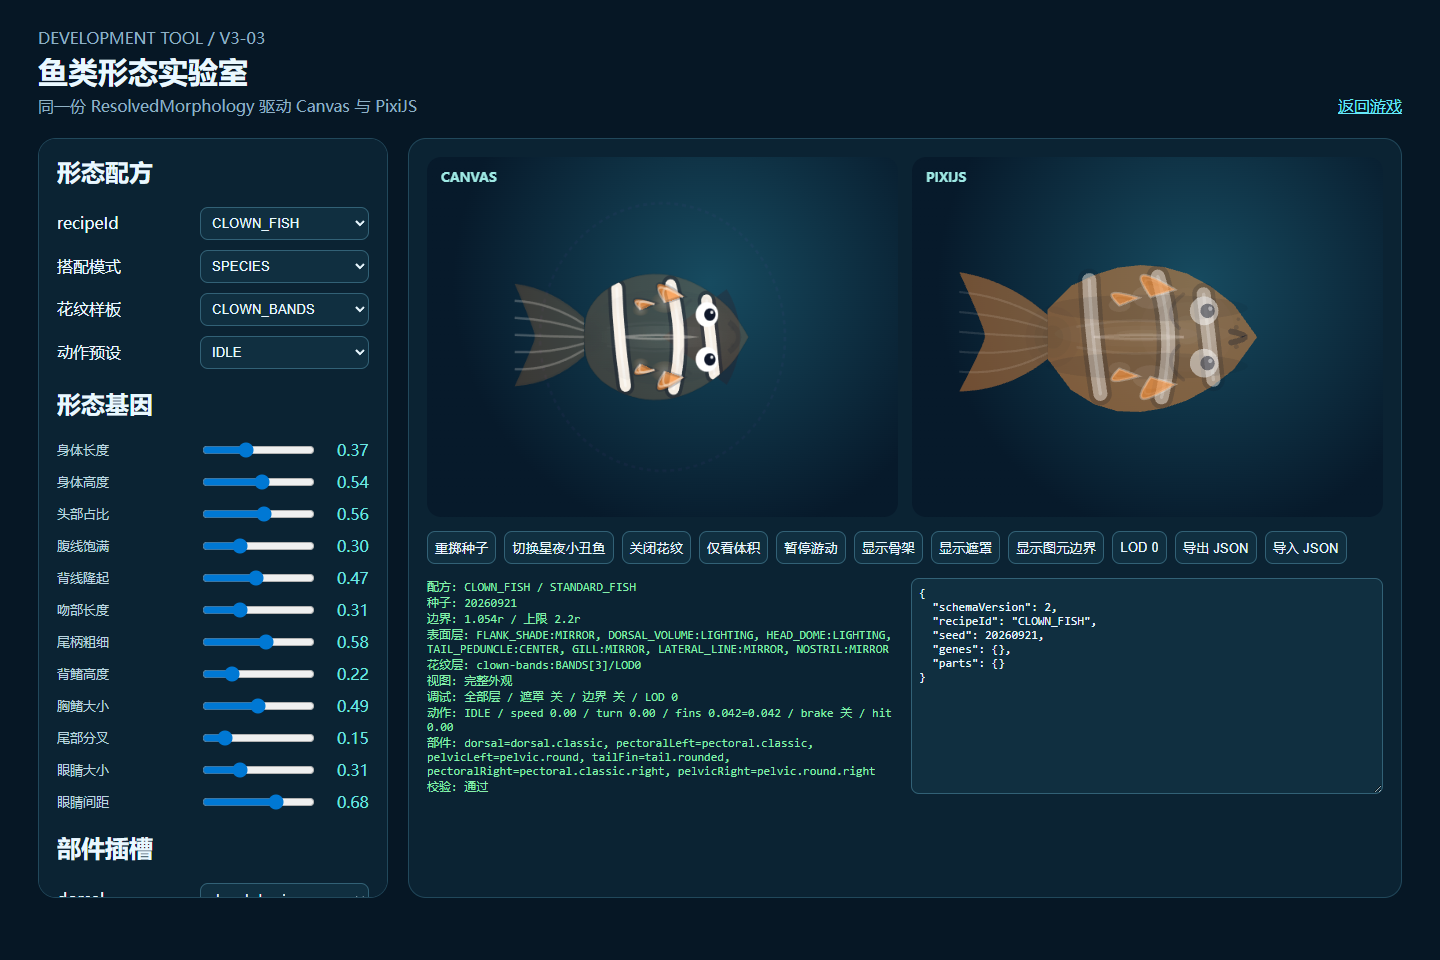 DEVELOPMENT TOOL / V3-03
鱼类形态实验室
同一份 ResolvedMorphology 驱动 Canvas 与 PixiJS
返回游戏
形态配方
recipeId CLOWN_FISH
搭配模式 SPECIES
花纹样板 CLOWN_BANDS
动作预设 IDLE
形态基因
身体长度 0.37
身体高度 0.54
头部占比 0.56
腹线饱满 0.30
背线隆起 0.47
吻部长度 0.31
尾柄粗细 0.58
背鳍高度 0.22
胸鳍大小 0.49
尾部分叉 0.15
眼睛大小 0.31
眼睛间距 0.68
部件插槽
CANVAS
PIXIJS
重掷种子 切换星夜小丑鱼 关闭花纹 仅看体积 暂停游动 显示骨架 显示遮罩 显示图元边界 LOD 0 导出 JSON 导入 JSON
配方: CLOWN_FISH / STANDARD_FISH
种子: 20260921
边界: 1.054r / 上限 2.2r
表面层: FLANK_SHADE:MIRROR, DORSAL_VOLUME:LIGHTING, HEAD_DOME:LIGHTING,
TAIL_PEDUNCLE:CENTER, GILL:MIRROR, LATERAL_LINE:MIRROR, NOSTRIL:MIRROR
花纹层: clown-bands:BANDS[3]/LOD0
视图: 完整外观
调试: 全部层 / 遮罩 关 / 边界 关 / LOD 0
动作: IDLE / speed 0.00 / turn 0.00 / fins 0.042=0.042 / brake 关 / hit
0.00
部件: dorsal=dorsal.classic, pectoralLeft=pectoral.classic,
pelvicLeft=pelvic.round, tailFin=tail.rounded,
pectoralRight=pectoral.classic.right, pelvicRight=pelvic.round.right
校验: 通过
{
"schemaVersion": 2,
"recipeId": "CLOWN_FISH",
"seed": 20260921,
"genes": {},
"parts": {}
}